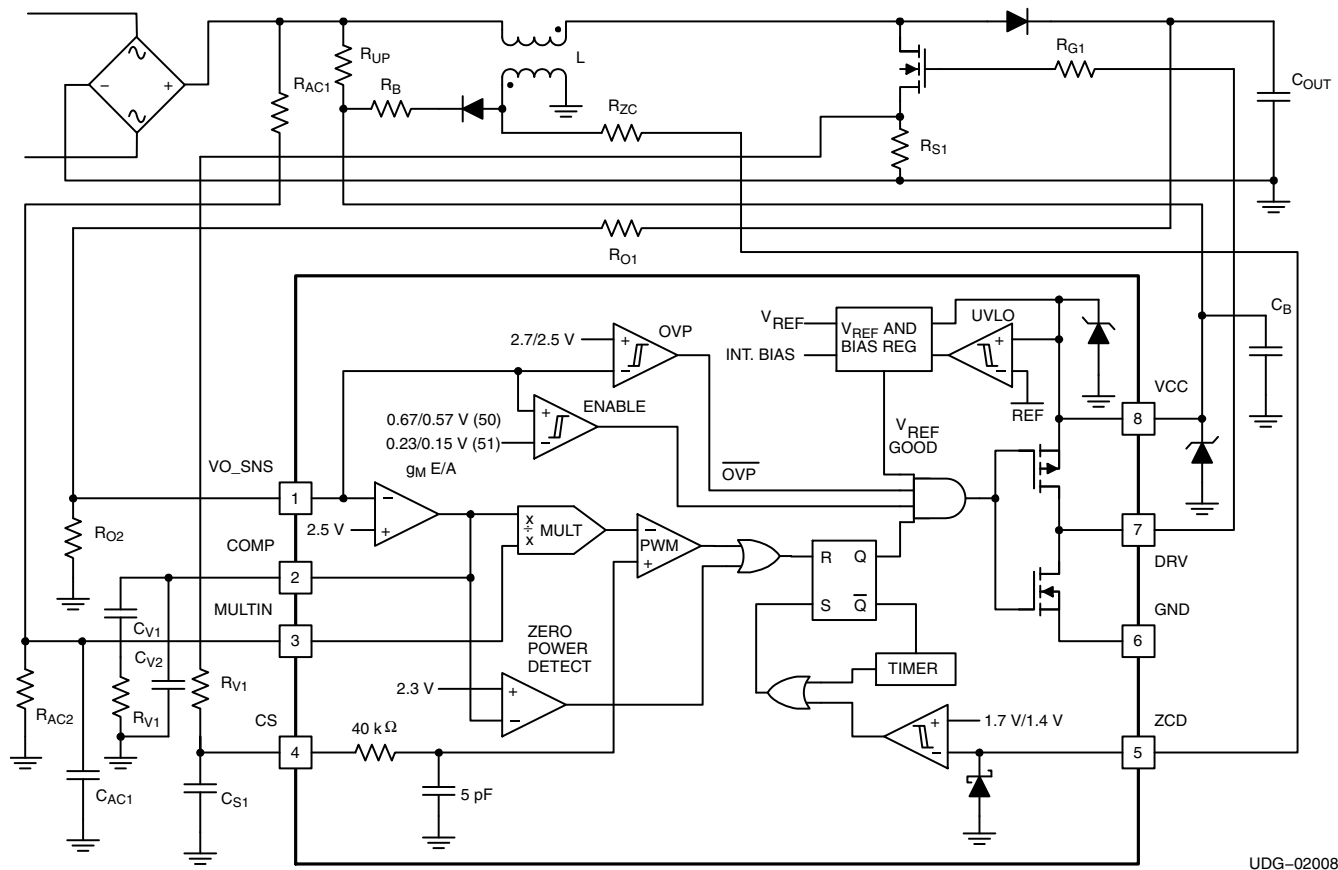 R_UP
L
R_G1
R_AC1
R_B
R_ZC
C_OUT
R_S1
R_O1
C_B
UVLO
V_REF
V_REF AND
BIAS REG
OVP
2.7/2.5 V
+
−
INT. BIAS
+
−
REF
VCC
8
0.67/0.57 V (50)
0.23/0.15 V (51)
+
−
ENABLE
V_REF
GOOD
OVP
VO_SNS
1
g_M E/A
2.5 V
−
+
x
÷
x
MULT
−
PWM
+
7
DRV
R_O2
COMP
2
R
Q
S
Q
GND
6
MULTIN
3
C_V1
C_V2
ZERO
POWER
DETECT
TIMER
R_AC2
R_V1
R_V1
2.3 V
+
−
1.7 V/1.4 V
+
−
ZCD
5
CS
4
40 kΩ
C_AC1
C_S1
5 pF
∿
−
+
∿
UDG−02008